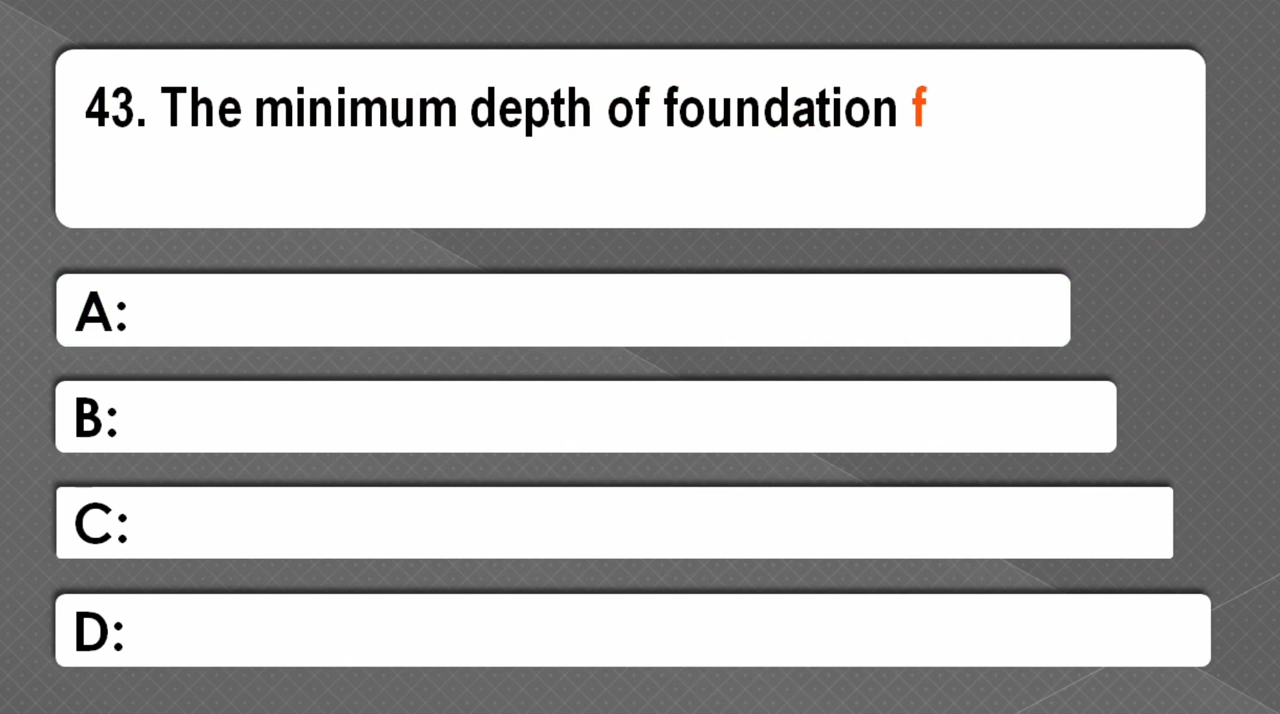 43. The minimum depth of foundation f
A:
B:
C:
D: